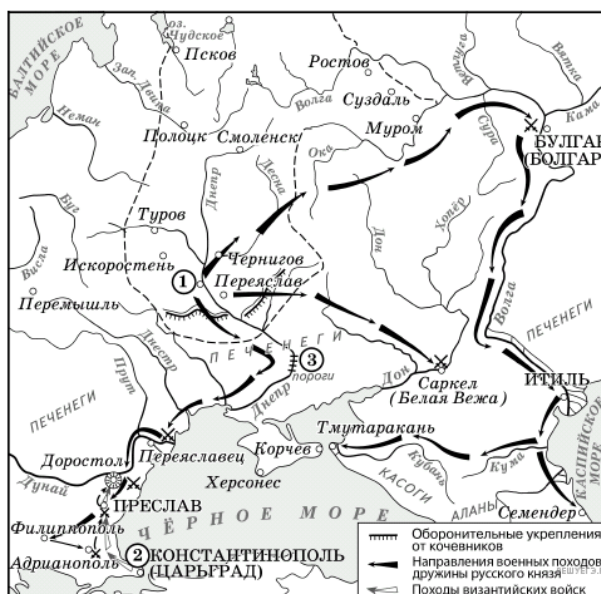 оз.
Чудское
Псков
БАЛТИЙСКОЕ
МОРЕ
Зап. Двина
Ростов
Ветлуга
Вятка
Волга
Суздаль
Кама
Неман
Полоцк
Смоленск
Муром
Сура
БУЛГАР
(БОЛГАР)
Ока
Днепр
Десна
Буг
Туров
Хопёр
Дон
Висла
Искоростень
Чернигов
1
Переяслав
Волга
Перемышль
ПЕЧЕНЕГИ
Днестр
ПЕЧЕНЕГИ
3
пороги
Прут
Дон
Саркел
(Белая Вежа)
ИТИЛЬ
ПЕЧЕНЕГИ
Днепр
Тмутаракань
Переяславец
Корчев
Доростол
Кубань
Кума
КАСПИЙСКОЕ
МОРЕ
Дунай
Херсонес
КАСОГИ
ПРЕСЛАВ
АЛАНЫ
Семендер
ЧЁРНОЕ МОРЕ
Филиппополь
Адрианополь
2
КОНСТАНТИНОПОЛЬ
(ЦАРЬГРАД)
Оборонительные укрепления
от кочевников
Направления военных походов
дружины русского князя
Походы византийских войск